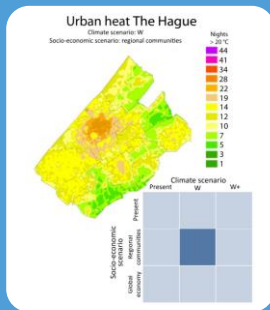 Urban heat The Hague
Climate scenario: W
Socio-economic scenario: regional communities
Nights
> 20 °C
44
41
34
28
22
19
14
12
10
7
5
3
1
Climate scenario
Present
W
W+
Socio-economic
scenario
Present
Regional
communities
Global
economy